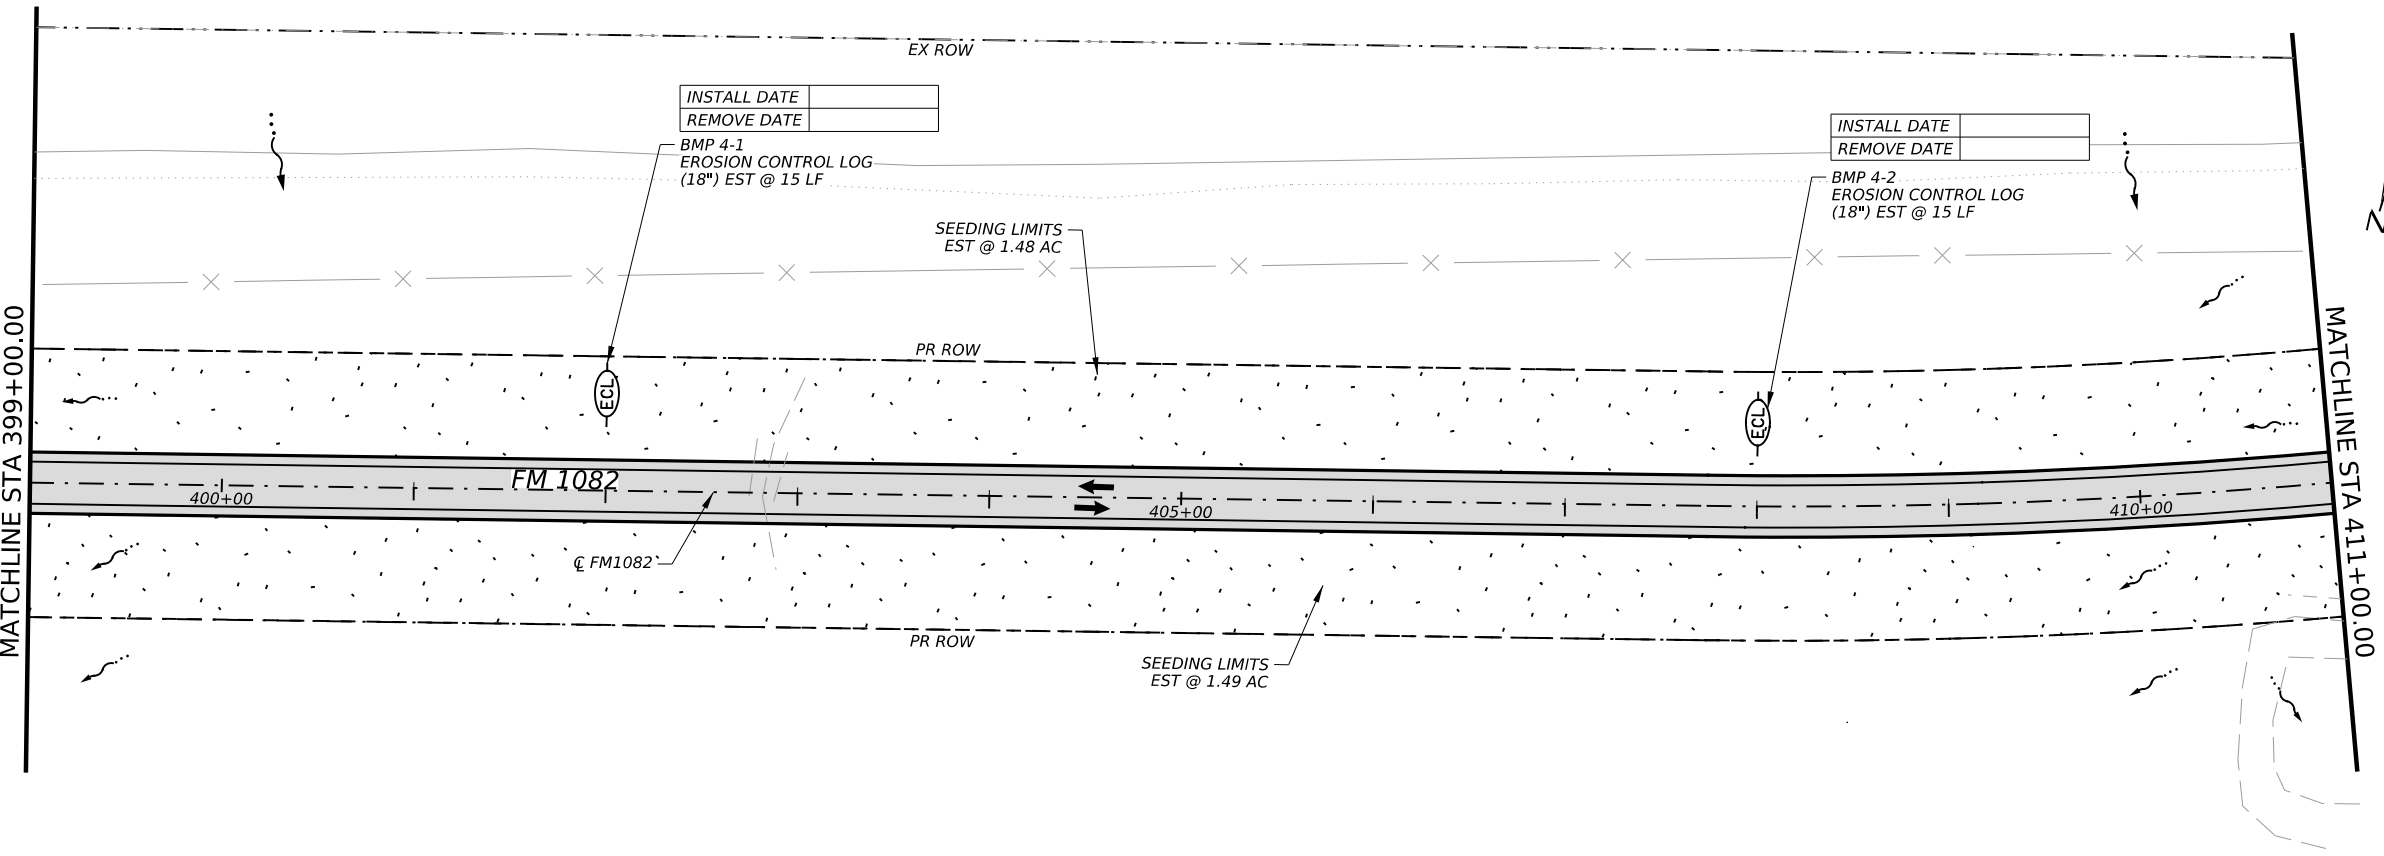 EX ROW
INSTALL DATE
REMOVE DATE
BMP 4-1
EROSION CONTROL LOG
(18") EST @ 15 LF
INSTALL DATE
REMOVE DATE
BMP 4-2
EROSION CONTROL LOG
(18") EST @ 15 LF
SEEDING LIMITS
EST @ 1.48 AC
N
MATCHLINE STA 399+00.00
MATCHLINE STA 411+00.00
PR ROW
ECL
ECL
FM 1082
400+00
405+00
410+00
℄ FM1082
PR ROW
SEEDING LIMITS
EST @ 1.49 AC